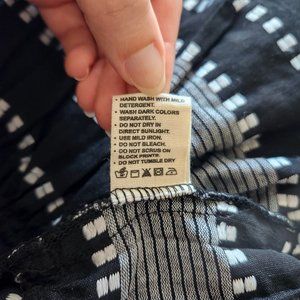 • HAND WASH WITH MILD
DETERGENT.
• WASH DARK COLORS
SEPARATELY.
• DO NOT DRY IN
DIRECT SUNLIGHT.
• USE MILD IRON.
• DO NOT BLEACH.
• DO NOT SCRUB ON
BLOCK PRINTS.
• DO NOT TUMBLE DRY